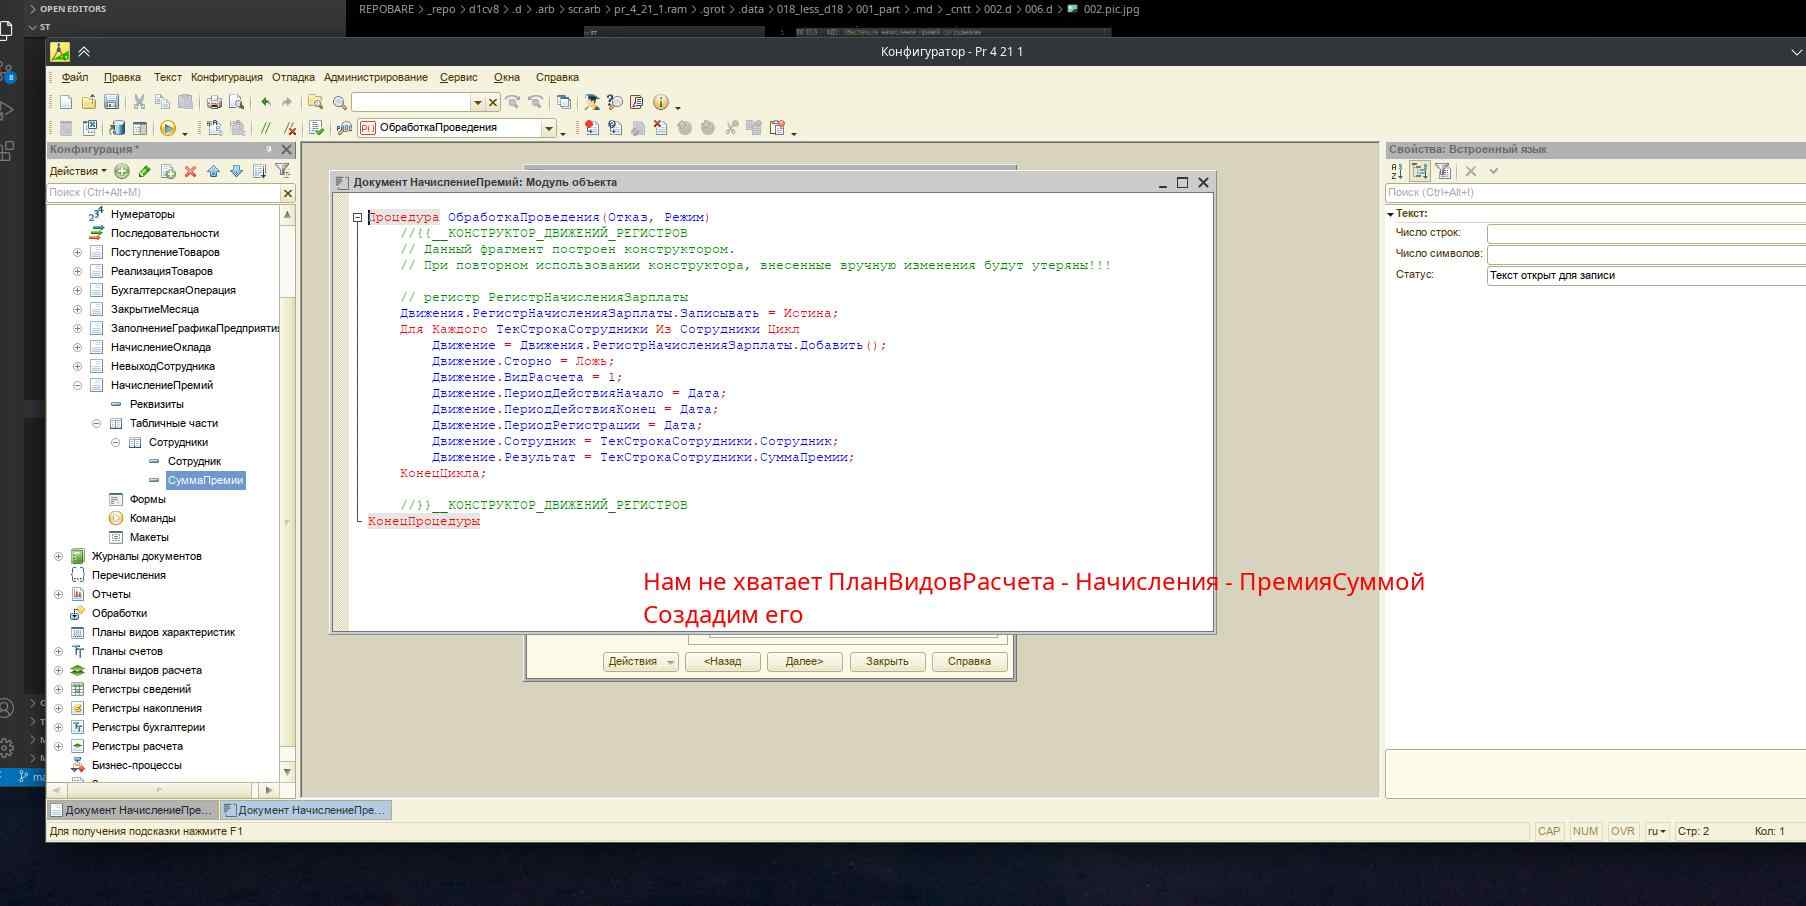 OPEN EDITORS
REPOBARE > _repo > d1cv8 > .d > .arb > scr.arb > pr_4_21_1.ram > .grot > .data > 018_less_d18 > 001_part > .md > _cntt > 002.d > 006.d > 002.pic.jpg
ST
Конфигуратор - Pr 4 21 1
Файл Правка Текст Конфигурация Отладка Администрирование Сервис Окна Справка
ОбработкаПроведения
Конфигурация *
Действия
Поиск (Ctrl+Alt+M)
Нумераторы
Последовательности
ПоступлениеТоваров
РеализацияТоваров
БухгалтерскаяОперация
ЗакрытиеМесяца
ЗаполнениеГрафикаПредприяти
НачислениеОклада
НевыходСотрудника
НачислениеПремий
Реквизиты
Табличные части
Сотрудники
Сотрудник
СуммаПремии
Формы
Команды
Макеты
Журналы документов
Перечисления
Отчеты
Обработки
Планы видов характеристик
Планы счетов
Планы видов расчета
Регистры сведений
Регистры накопления
Регистры бухгалтерии
Регистры расчета
Бизнес-процессы
Документ НачислениеПремий: Модуль объекта
Процедура ОбработкаПроведения(Отказ, Режим)
//{{__КОНСТРУКТОР_ДВИЖЕНИЙ_РЕГИСТРОВ
// Данный фрагмент построен конструктором.
// При повторном использовании конструктора, внесенные вручную изменения будут утеряны!!!
// регистр РегистрНачисленияЗарплаты
Движения.РегистрНачисленияЗарплаты.Записывать = Истина;
Для Каждого ТекСтрокаСотрудники Из Сотрудники Цикл
Движение = Движения.РегистрНачисленияЗарплаты.Добавить();
Движение.Сторно = Ложь;
Движение.ВидРасчета = 1;
Движение.ПериодДействияНачало = Дата;
Движение.ПериодДействияКонец = Дата;
Движение.ПериодРегистрации = Дата;
Движение.Сотрудник = ТекСтрокаСотрудники.Сотрудник;
Движение.Результат = ТекСтрокаСотрудники.СуммаПремии;
КонецЦикла;
//}}__КОНСТРУКТОР_ДВИЖЕНИЙ_РЕГИСТРОВ
КонецПроцедуры
Нам не хватает ПланВидовРасчета - Начисления - ПремияСуммой
Создадим его
Действия <Назад Далее> Закрыть Справка
Свойства: Встроенный язык
Поиск (Ctrl+Alt+I)
Текст:
Число строк:
Число символов:
Статус: Текст открыт для записи
Документ НачислениеПре... Документ НачислениеПре...
Для получения подсказки нажмите F1
CAP NUM OVR ru Стр: 2 Кол: 1